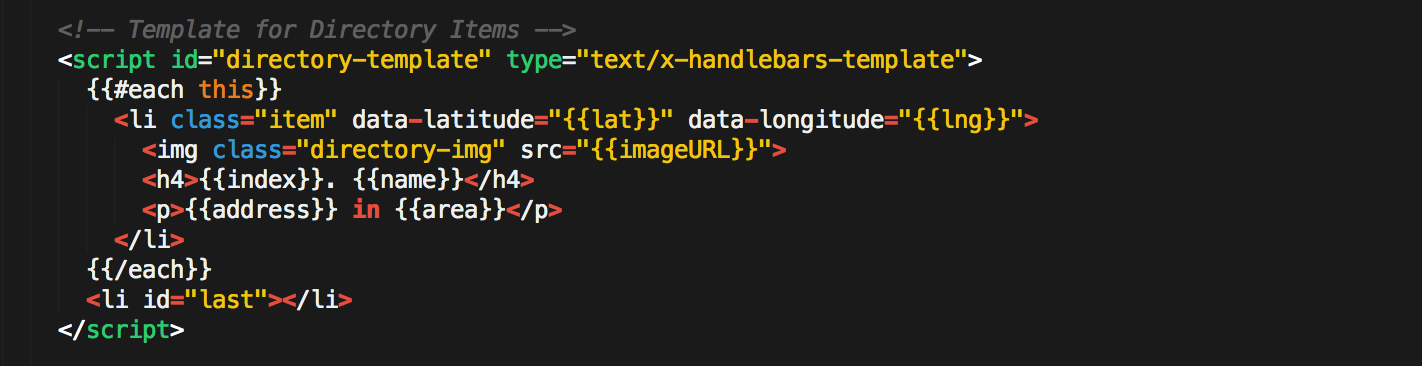 <!-- Template for Directory Items -->
<script id="directory-template" type="text/x-handlebars-template">
{{#each this}}
<li class="item" data-latitude="{{lat}}" data-longitude="{{lng}}">
<img class="directory-img" src="{{imageURL}}">
<h4>{{index}}. {{name}}</h4>
<p>{{address}} in {{area}}</p>
</li>
{{/each}}
<li id="last"></li>
</script>